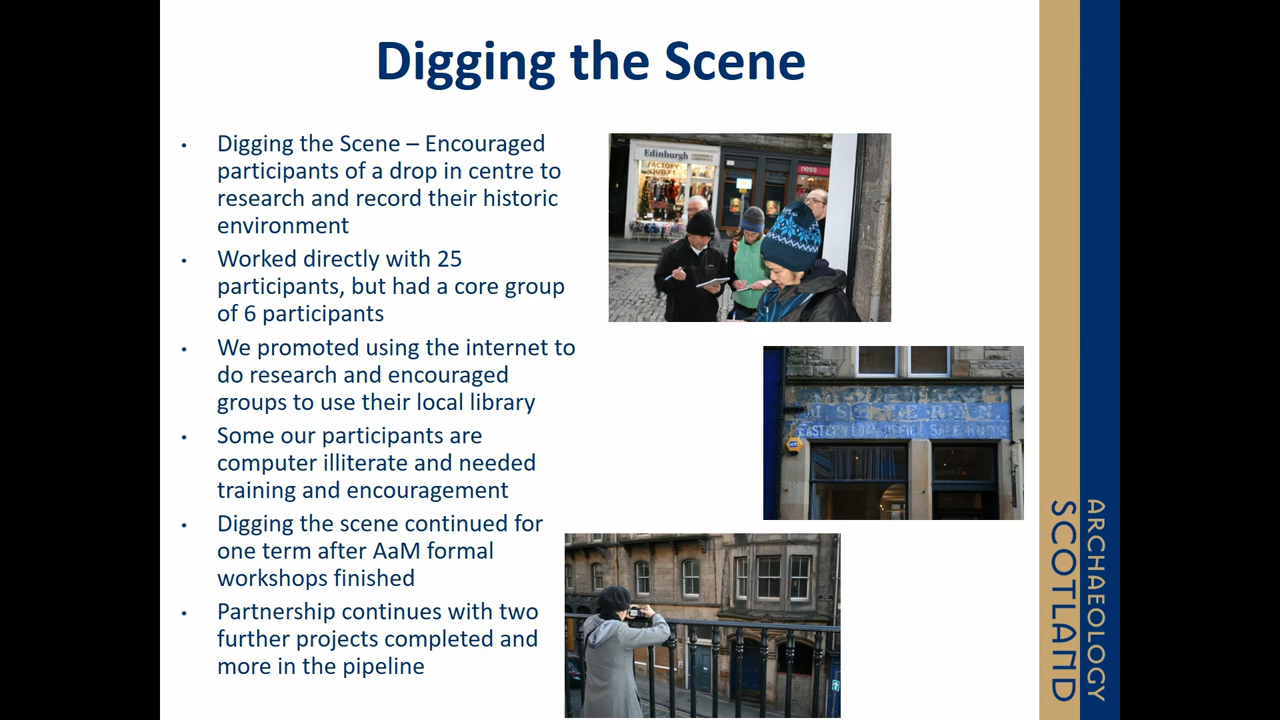 Digging the Scene
• Digging the Scene – Encouraged
participants of a drop in centre to
research and record their historic
environment
• Worked directly with 25
participants, but had a core group
of 6 participants
• We promoted using the internet to
do research and encouraged
groups to use their local library
• Some our participants are
computer illiterate and needed
training and encouragement
• Digging the scene continued for
one term after AaM formal
workshops finished
• Partnership continues with two
further projects completed and
more in the pipeline
Edinburgh
FACTORY
OUTLET
ness
SALE ROOM
ARCHAEOLOGY
SCOTLAND